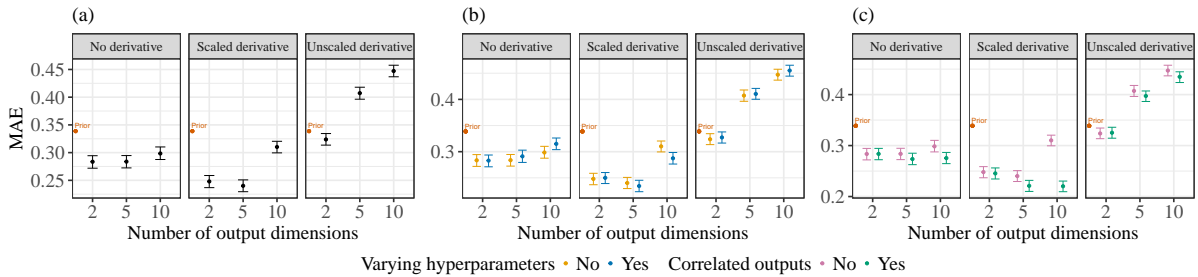 (a)
No derivative
Scaled derivative
Unscaled derivative
MAE
0.45
0.40
0.35
0.30
0.25
Prior
Prior
2 5 10
2 5 10
2 5 10
Number of output dimensions
(b)
No derivative
Scaled derivative
Unscaled derivative
0.4
0.3
Prior
Prior
Prior
2 5 10
2 5 10
2 5 10
Number of output dimensions
(c)
No derivative
Scaled derivative
Unscaled derivative
0.4
0.3
0.2
Prior
Prior
Prior
2 5 10
2 5 10
2 5 10
Number of output dimensions
Varying hyperparameters No Yes Correlated outputs No Yes